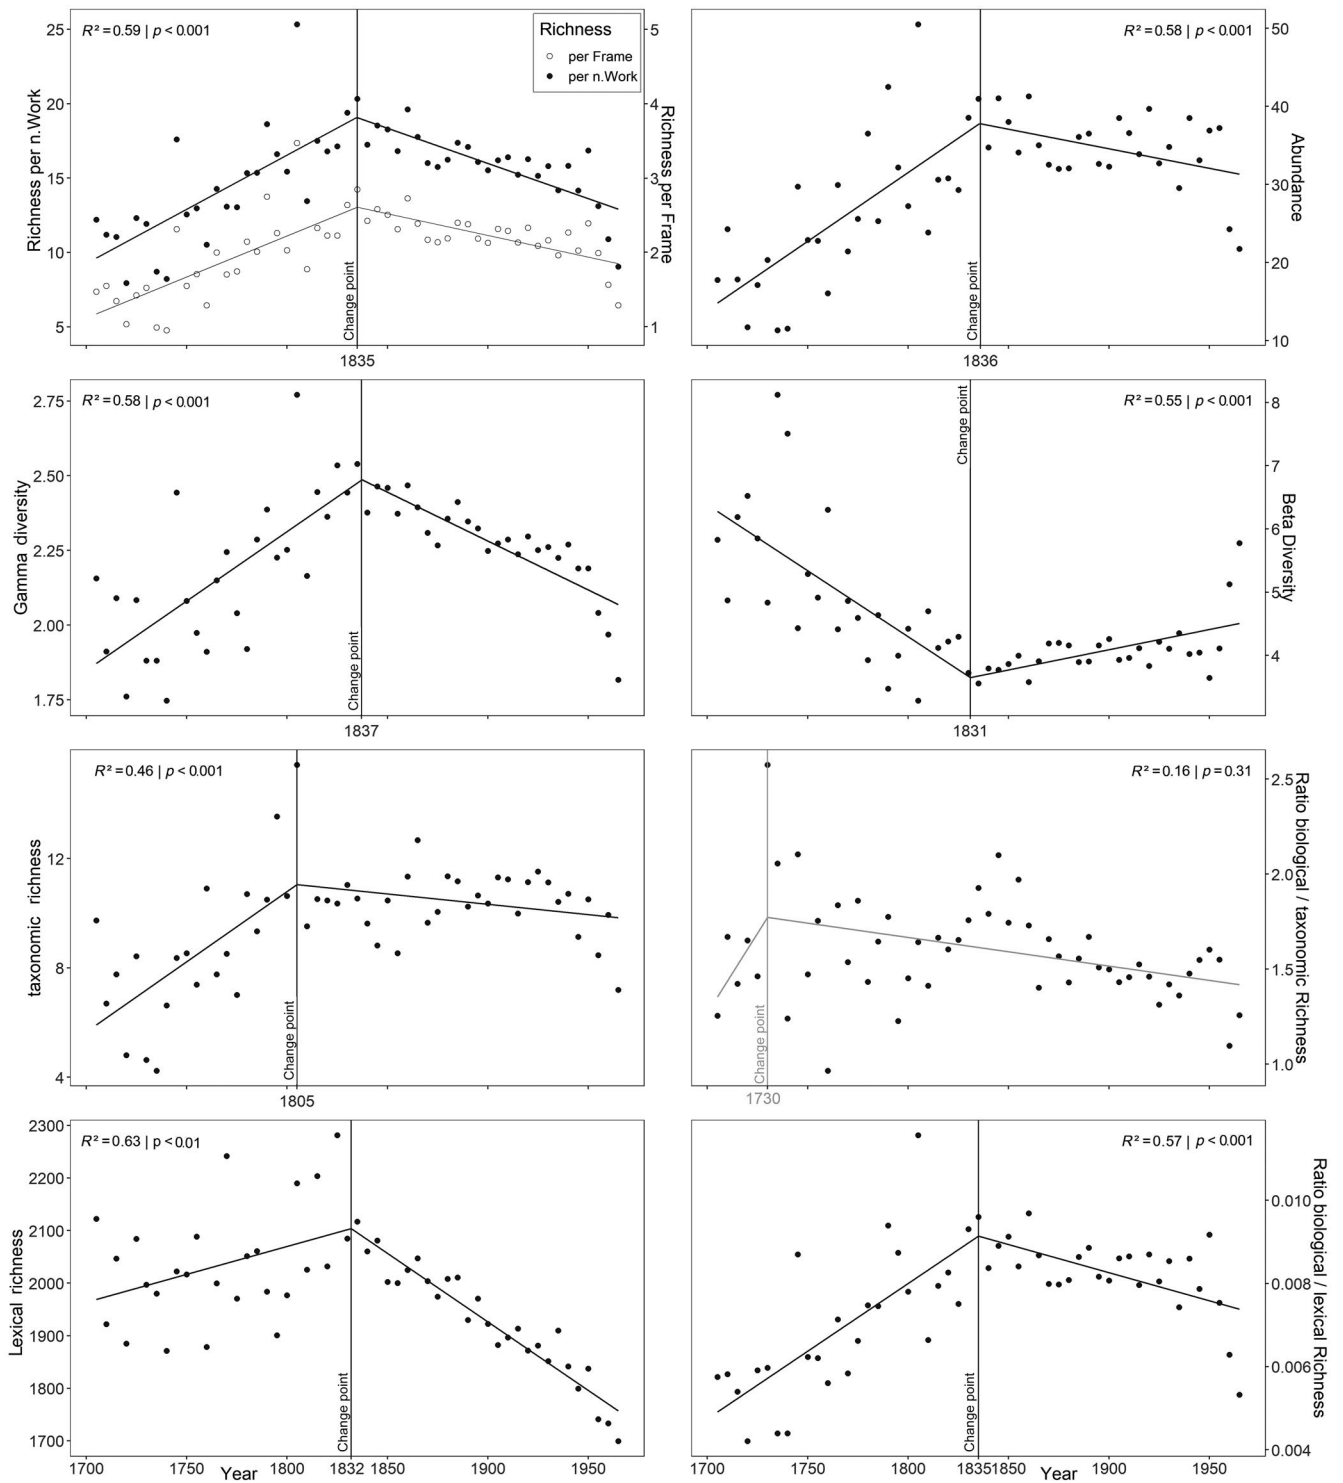 R² = 0.59 | p < 0.001
Richness
per Frame
per n.Work
25
20
15
10
5
Richness per n.Work
5
4
3
2
1
Richness per Frame
Change point
1835
R² = 0.58 | p < 0.001
50
40
30
20
10
Abundance
Change point
1836
R² = 0.58 | p < 0.001
2.75
2.50
2.25
2.00
1.75
Gamma diversity
Change point
1837
R² = 0.55 | p < 0.001
8
7
6
5
4
Beta Diversity
Change point
1831
R² = 0.46 | p < 0.001
12
8
4
taxonomic richness
Change point
1805
R² = 0.16 | p = 0.31
2.5
2.0
1.5
1.0
Ratio biological / taxonomic Richness
Change point
1730
R² = 0.63 | p < 0.01
2300
2200
2100
2000
1900
1800
1700
Lexical richness
Change point
1700 1750 1800 1832 1850 1900 1950
Year
R² = 0.57 | p < 0.001
0.010
0.008
0.006
0.004
Ratio biological / lexical Richness
Change point
1700 1750 1800 1835 1850 1900 1950
Year